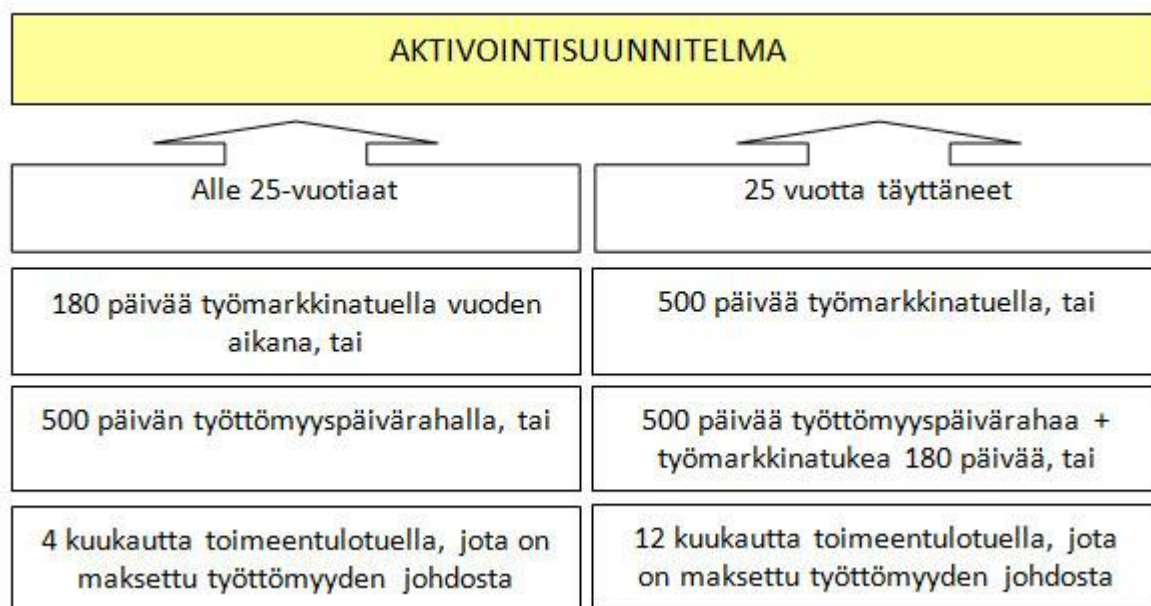 AKTIVOINTISUUNNITELMA
Alle 25-vuotiaat
180 päivää työmarkkinatuella vuoden
aikana, tai
500 päivän työttömyyspäivärahalla, tai
4 kuukautta toimeentulotuella, jota on
maksettu työttömyyden johdosta
25 vuotta täyttäneet
500 päivää työmarkkinatuella, tai
500 päivää työttömyyspäivärahaa +
työmarkkinatukea 180 päivää, tai
12 kuukautta toimeentulotuella, jota
on maksettu työttömyyden johdosta